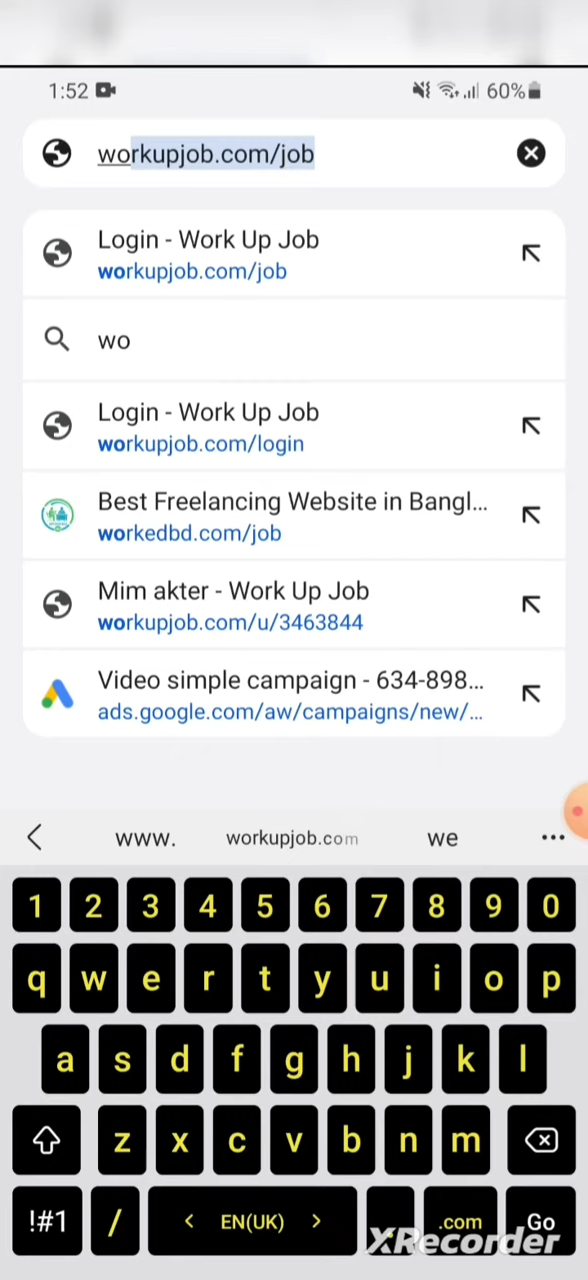 1:52 60%
workupjob.com/job
Login - Work Up Job
workupjob.com/job
wo
Login - Work Up Job
workupjob.com/login
Best Freelancing Website in Bangl...
workedbd.com/job
Mim akter - Work Up Job
workupjob.com/u/3463844
Video simple campaign - 634-898...
ads.google.com/aw/campaigns/new/...
www. workupjob.com we ...
1 2 3 4 5 6 7 8 9 0
q w e r t y u i o p
a s d f g h j k l
z x c v b n m
!#1 / < EN(UK) > . .com Go
XRecorder